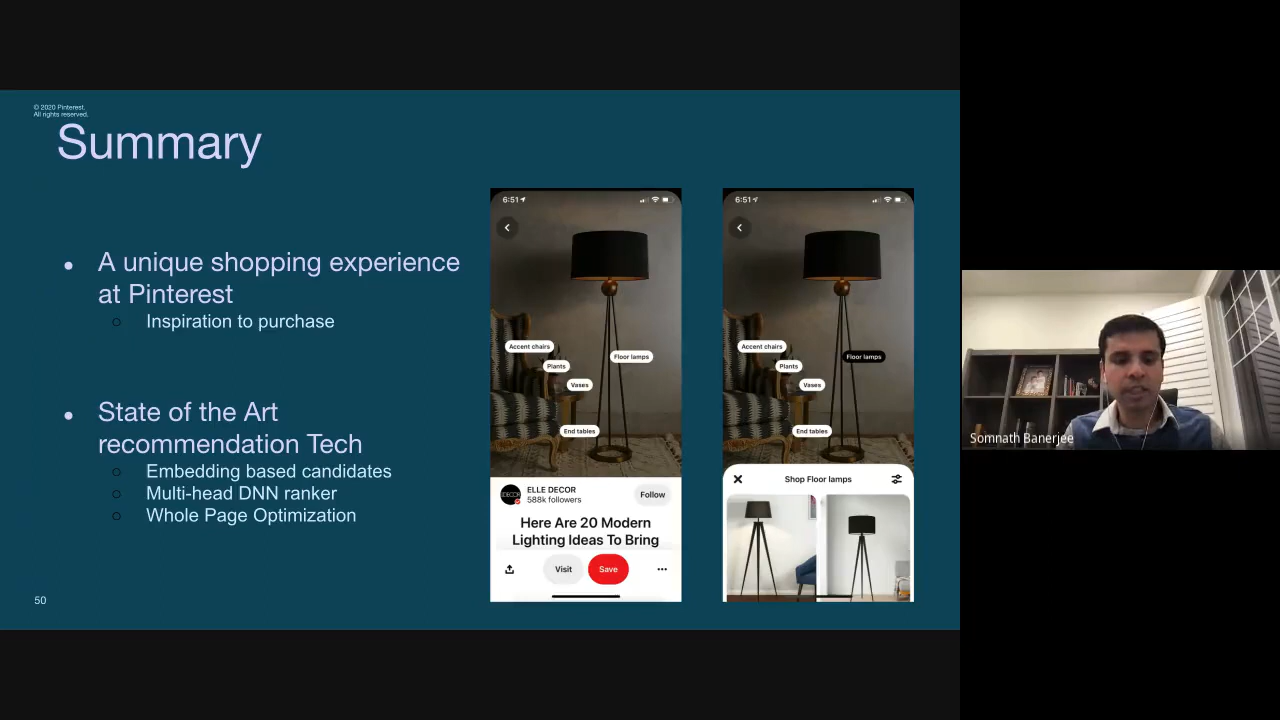 © 2020 Pinterest.
All rights reserved.
Summary
● A unique shopping experience
at Pinterest
○ Inspiration to purchase
● State of the Art
recommendation Tech
○ Embedding based candidates
○ Multi-head DNN ranker
○ Whole Page Optimization
50
6:51
Accent chairs
Floor lamps
Plants
Vases
End tables
ELLE DECOR
588k followers
Follow
Here Are 20 Modern
Lighting Ideas To Bring
Visit
Save
6:51
Accent chairs
Floor lamps
Plants
Vases
End tables
Shop Floor lamps
Somnath Banerjee